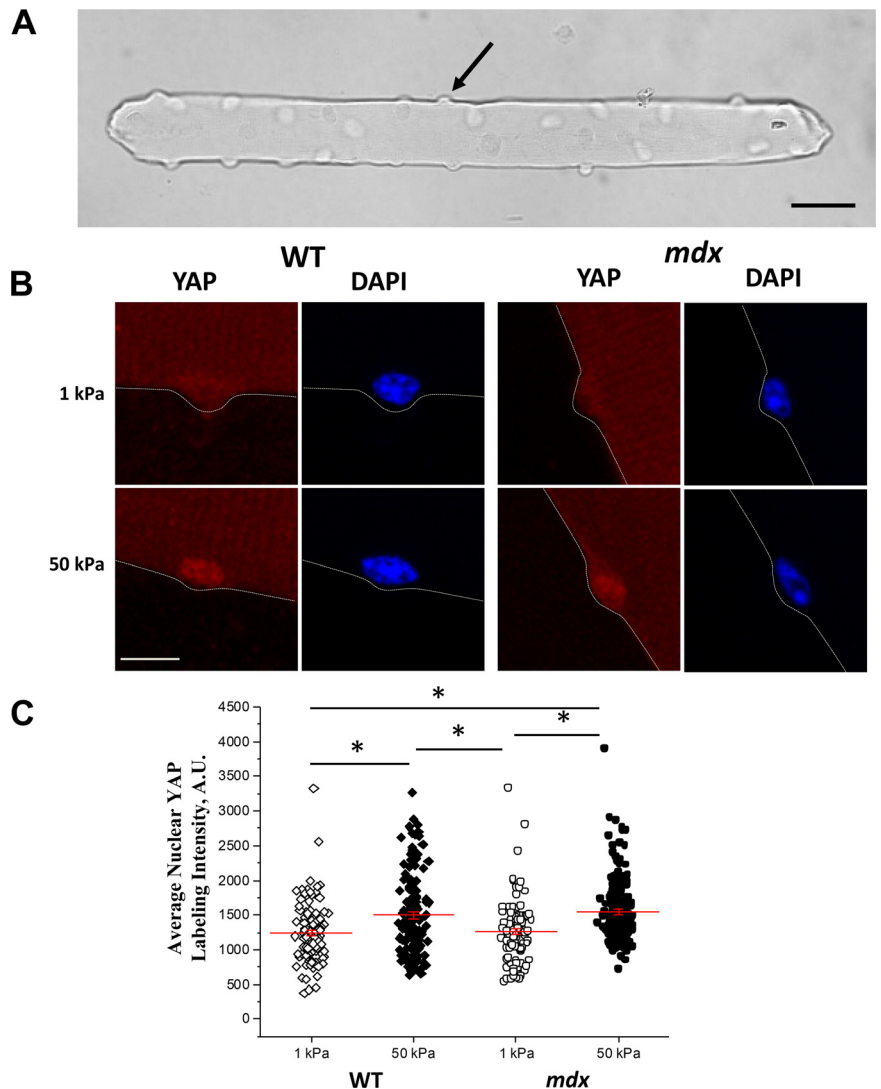 A
WT mdx
B YAP DAPI YAP DAPI
1 kPa
50 kPa
C
Average Nuclear YAP
Labeling Intensity, A.U.
4500
4000
3500
3000
2500
2000
1500
1000
500
0
*
* * *
1 kPa 50 kPa 1 kPa 50 kPa
WT mdx